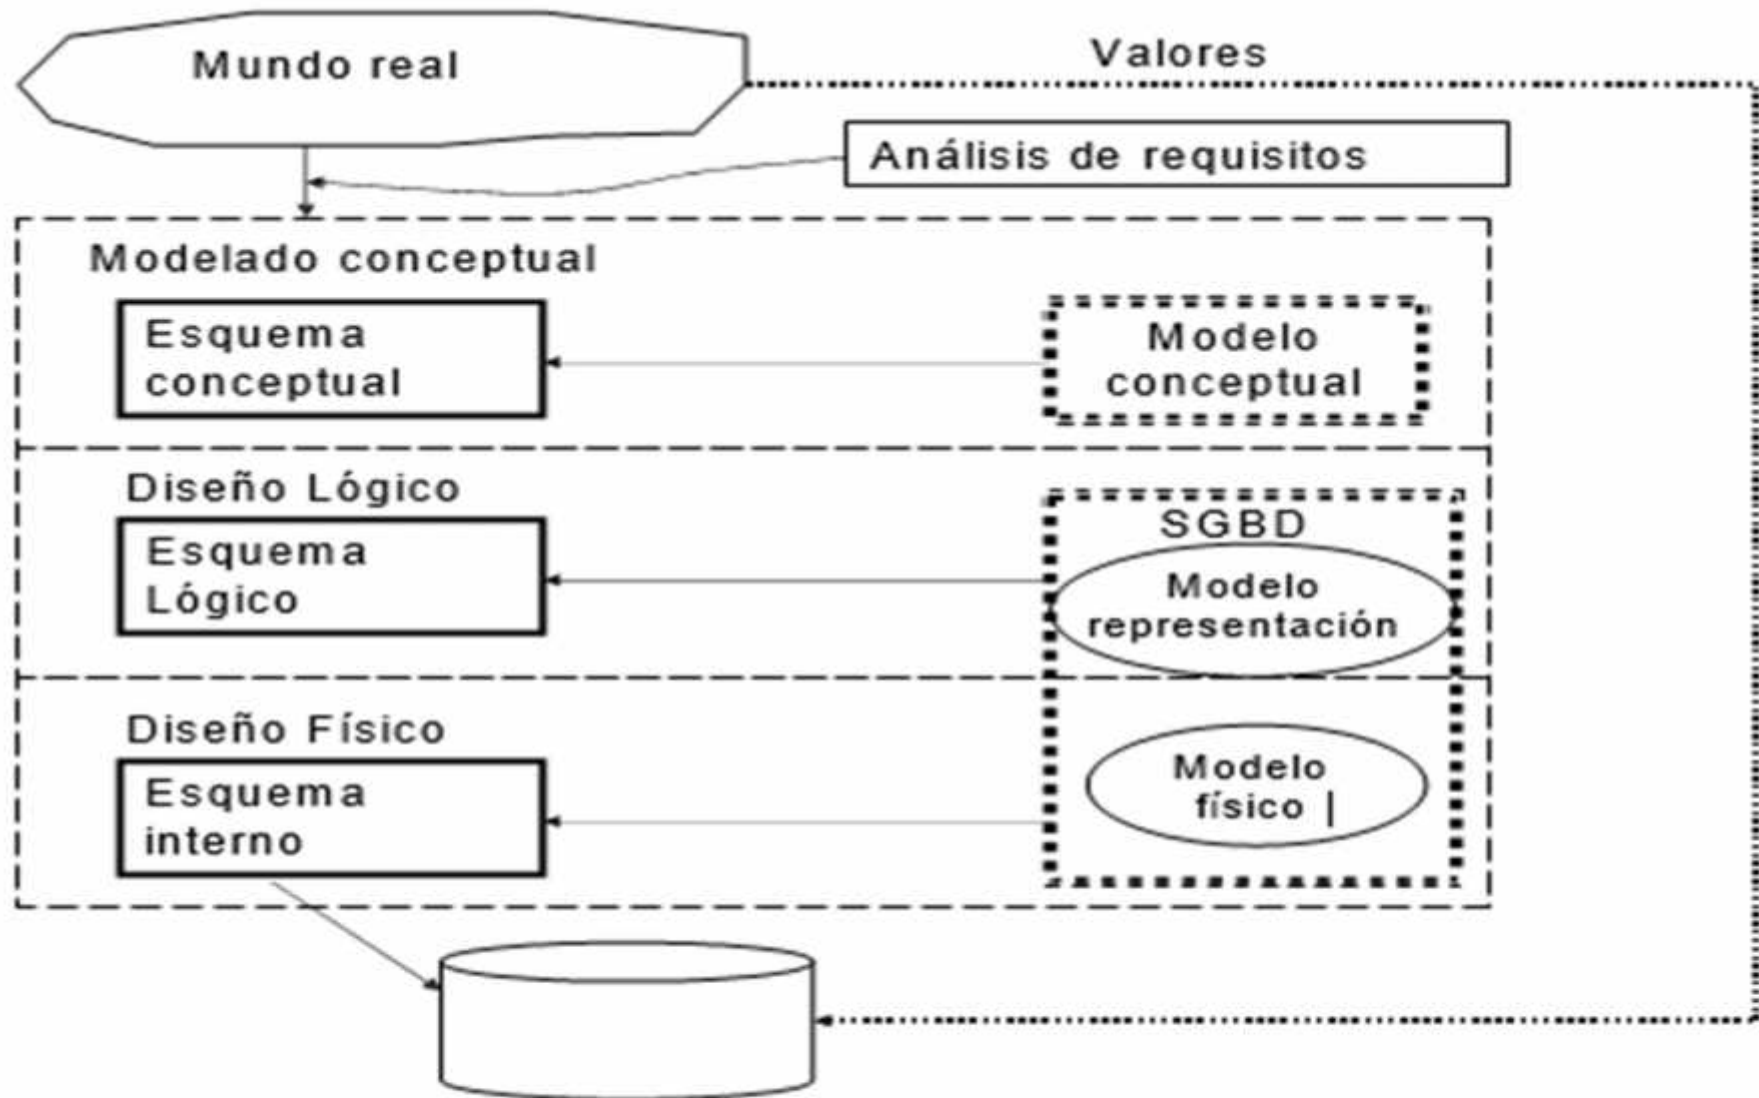 Mundo real
Valores
Análisis de requisitos
Modelado conceptual
Esquema
conceptual
Modelo
conceptual
Diseño Lógico
Esquema
Lógico
SGBD
Modelo
representación
Diseño Físico
Esquema
interno
Modelo
físico